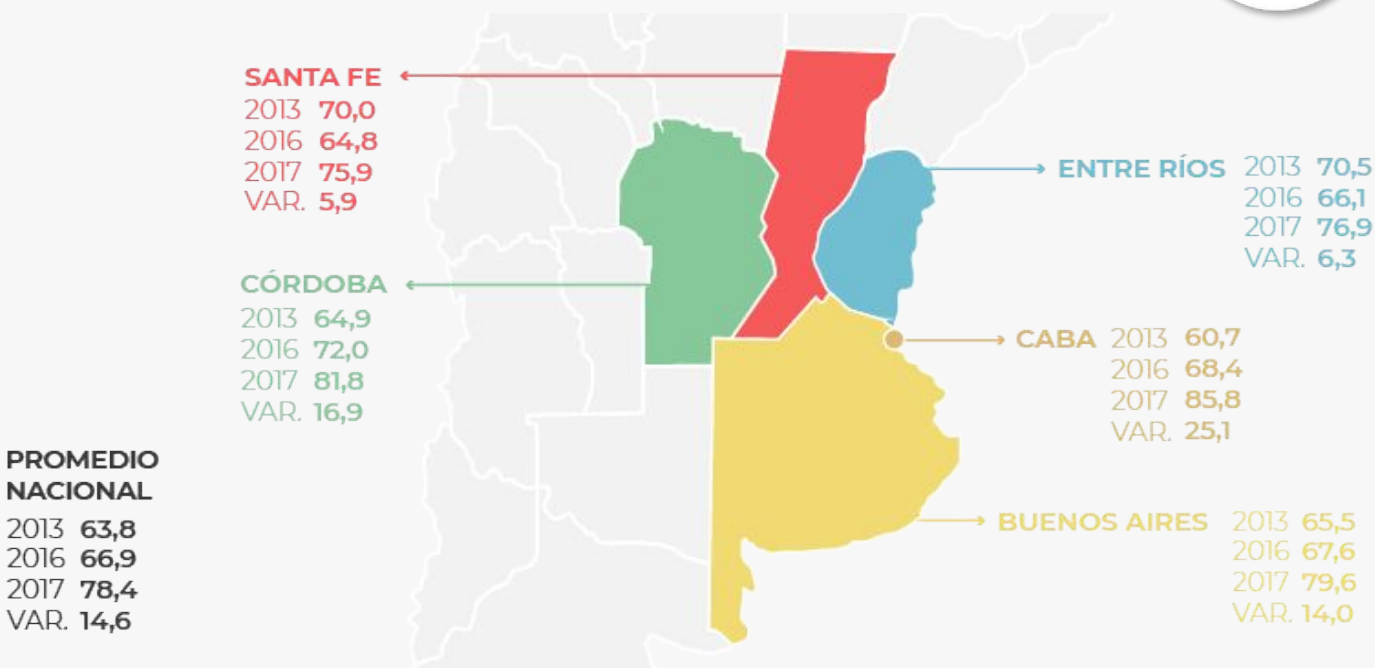 SANTA FE
2013 70,0
2016 64,8
2017 75,9
VAR. 5,9
ENTRE RÍOS
2013 70,5
2016 66,1
2017 76,9
VAR. 6,3
CÓRDOBA
2013 64,9
2016 72,0
2017 81,8
VAR. 16,9
CABA
2013 60,7
2016 68,4
2017 85,8
VAR. 25,1
PROMEDIO
NACIONAL
2013 63,8
2016 66,9
2017 78,4
VAR. 14,6
BUENOS AIRES
2013 65,5
2016 67,6
2017 79,6
VAR. 14,0